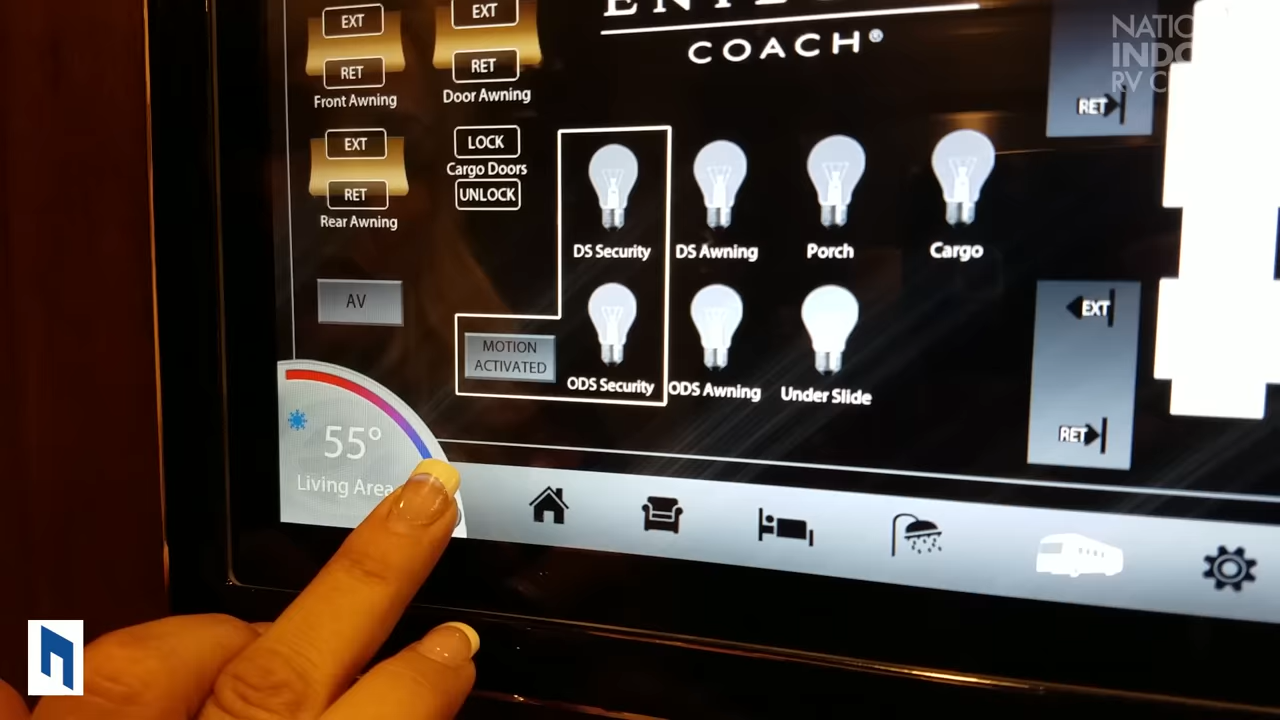 EXT
RET
Front Awning
EXT
RET
Door Awning
COACH®
EXT
RET
Rear Awning
LOCK
Cargo Doors
UNLOCK
DS Security
DS Awning
Porch
Cargo
AV
MOTION
ACTIVATED
ODS Security
ODS Awning
Under Slide
RET
EXT
RET
55°
Living Area